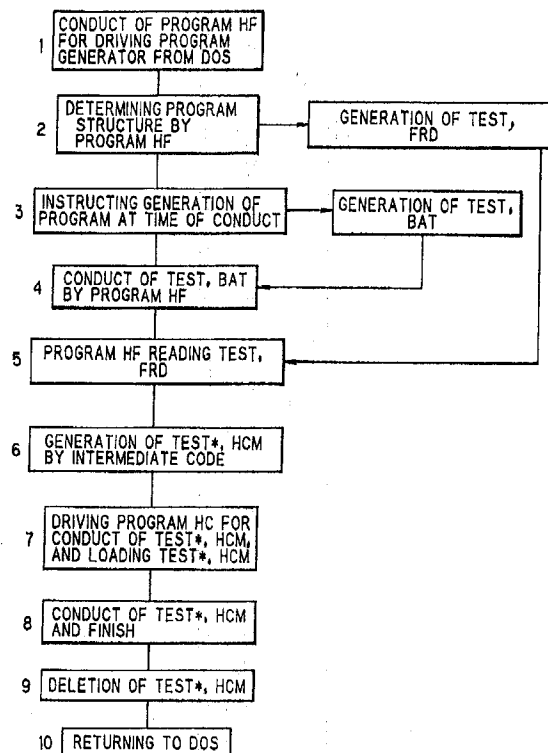 1 CONDUCT OF PROGRAM HF
FOR DRIVING PROGRAM
GENERATOR FROM DOS
2 DETERMINING PROGRAM
STRUCTURE BY
PROGRAM HF
GENERATION OF TEST,
FRD
3 INSTRUCTING GENERATION OF
PROGRAM AT TIME OF CONDUCT
GENERATION OF TEST,
BAT
4 CONDUCT OF TEST, BAT
BY PROGRAM HF
5 PROGRAM HF READING TEST,
FRD
6 GENERATION OF TEST*, HCM
BY INTERMEDIATE CODE
7 DRIVING PROGRAM HC FOR
CONDUCT OF TEST*, HCM,
AND LOADING TEST*, HCM
8 CONDUCT OF TEST*, HCM
AND FINISH
9 DELETION OF TEST*, HCM
10 RETURNING TO DOS